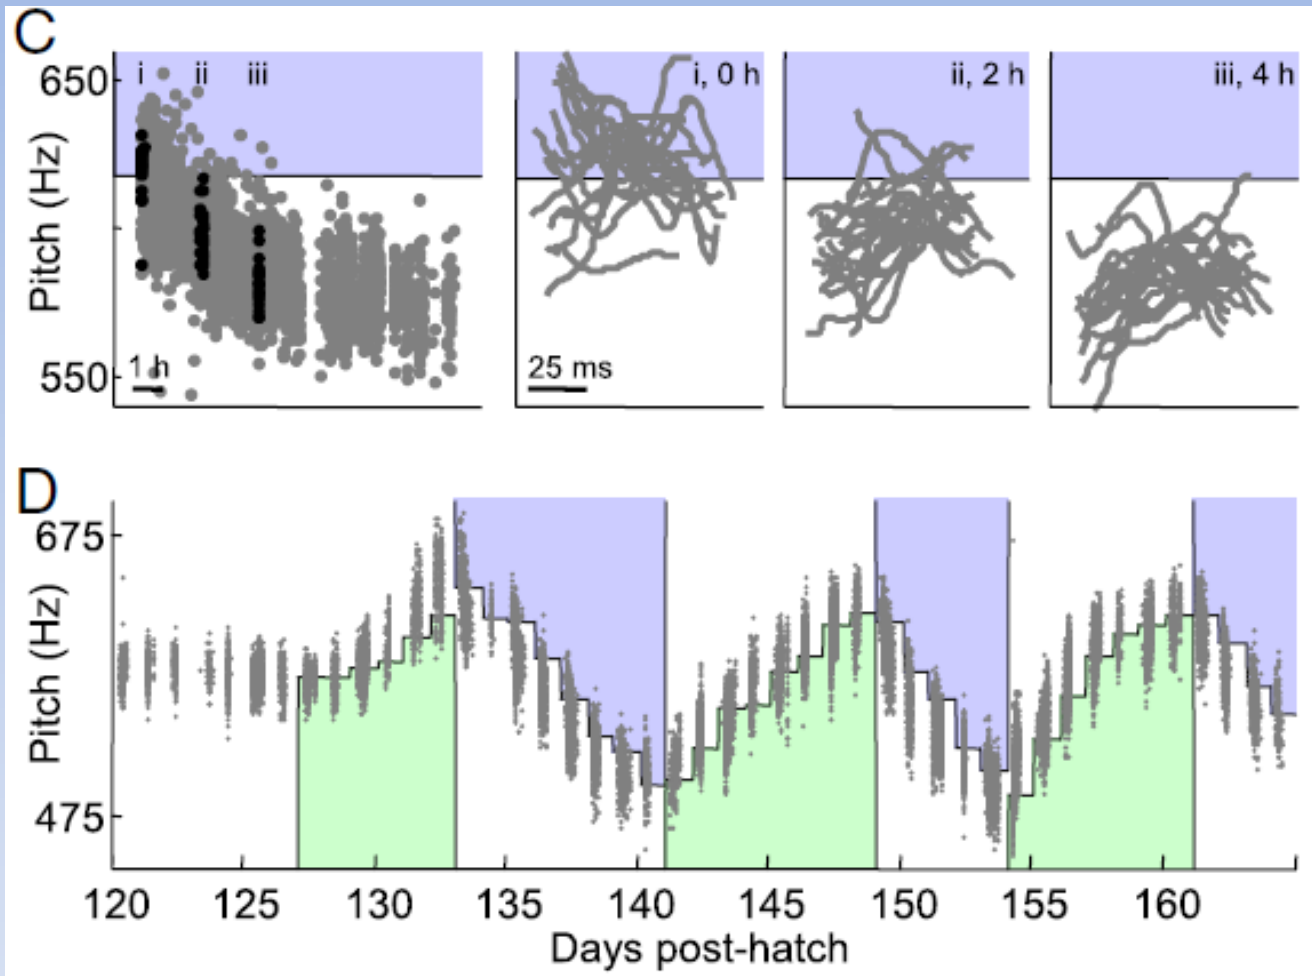 C
Pitch (Hz)
650
550
i
ii
iii
1 h
i, 0 h
25 ms
ii, 2 h
iii, 4 h
D
Pitch (Hz)
675
475
120 125 130 135 140 145 150 155 160
Days post-hatch